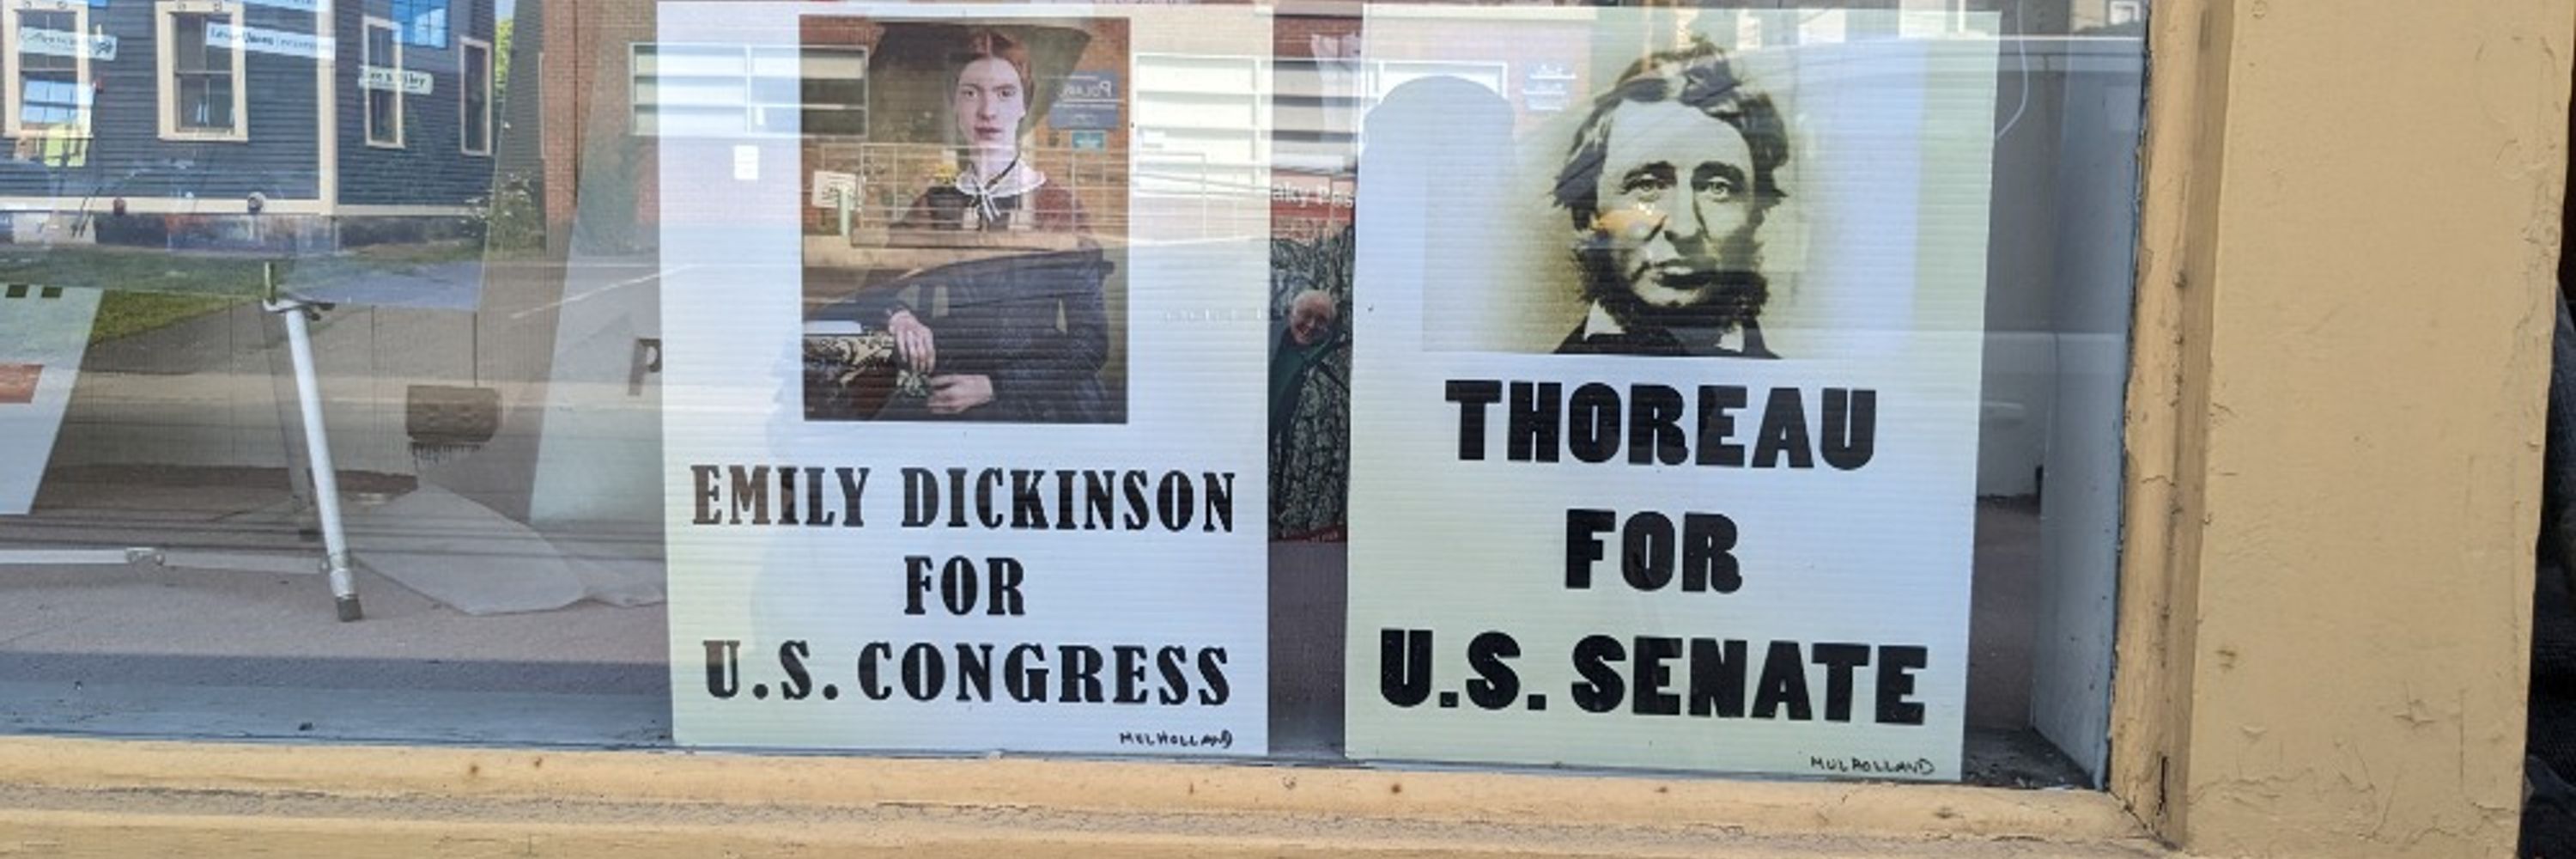 EMILY DICKINSON
FOR
U.S. CONGRESS
MULHOLLAND
THOREAU
FOR
U.S. SENATE
MULHOLLAND